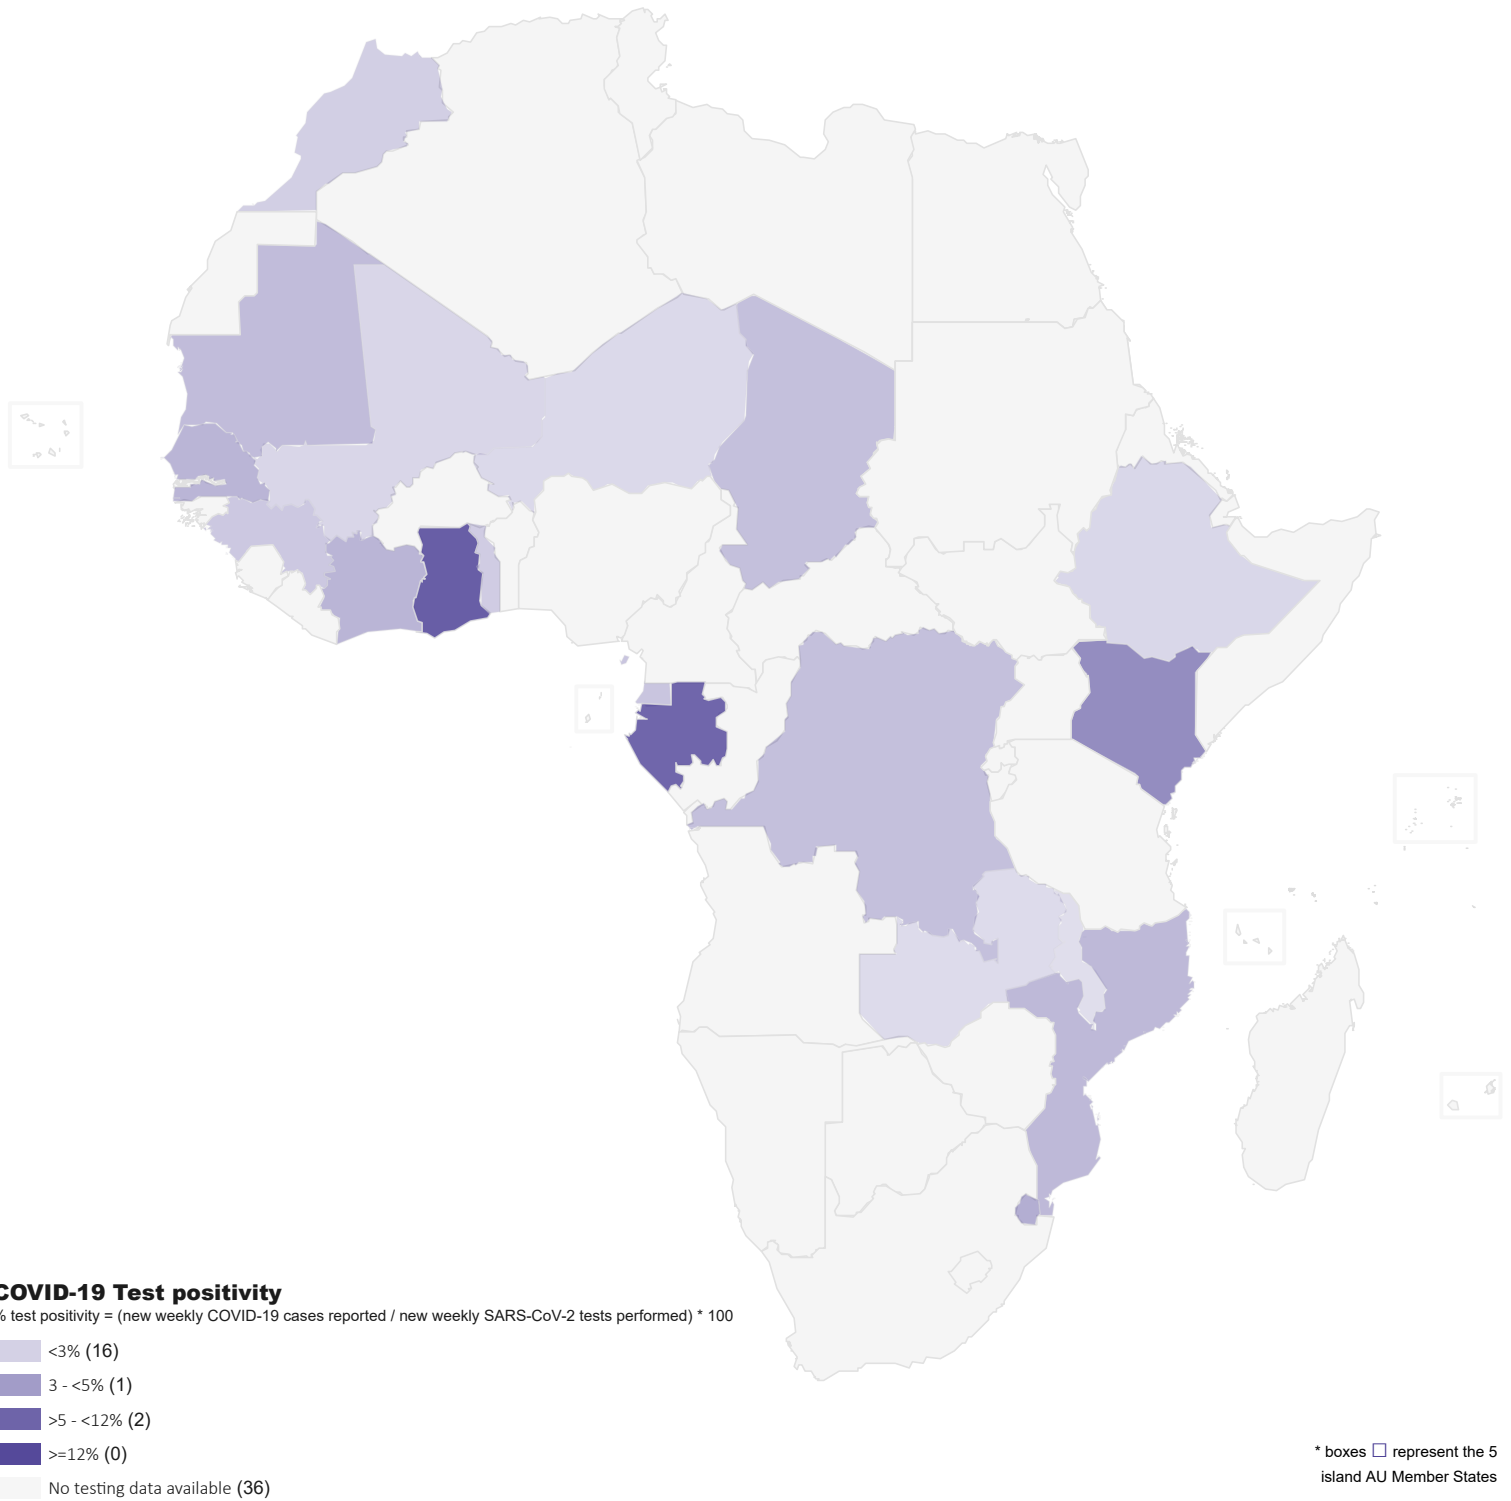 COVID-19 Test positivity
% test positivity = (new weekly COVID-19 cases reported / new weekly SARS-CoV-2 tests performed) * 100
<3% (16)
3 - <5% (1)
>5 - <12% (2)
>=12% (0)
No testing data available (36)
* boxes □ represent the 5
island AU Member States